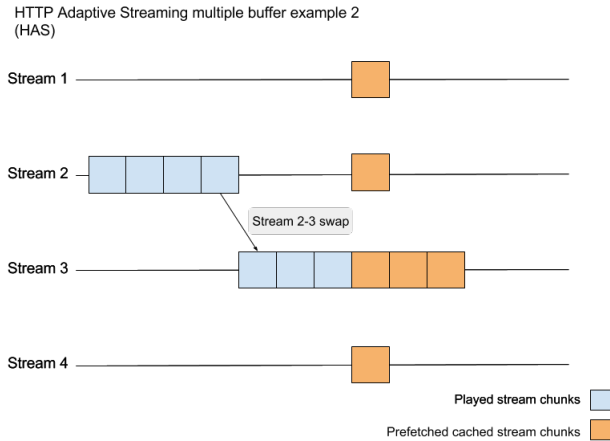 HTTP Adaptive Streaming multiple buffer example 2
(HAS)
Stream 1
Stream 2
Stream 2-3 swap
Stream 3
Stream 4
Played stream chunks
Prefetched cached stream chunks